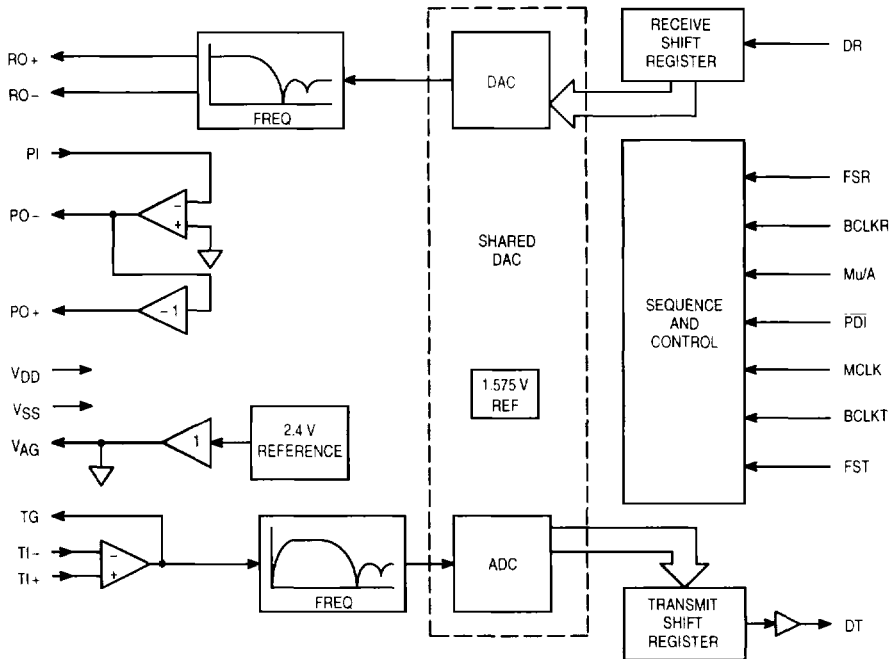 RECEIVE
SHIFT
REGISTER
DR
RO+
RO−
DAC
FREQ
PI
PO−
−
+
PO+
−1
SHARED
DAC
FSR
BCLKR
Mu/A
SEQUENCE
AND
CONTROL
PDI
MCLK
BCLKT
FST
VDD
VSS
VAG
1
2.4 V
REFERENCE
1.575 V
REF
TG
TI−
TI+
−
+
FREQ
ADC
TRANSMIT
SHIFT
REGISTER
DT